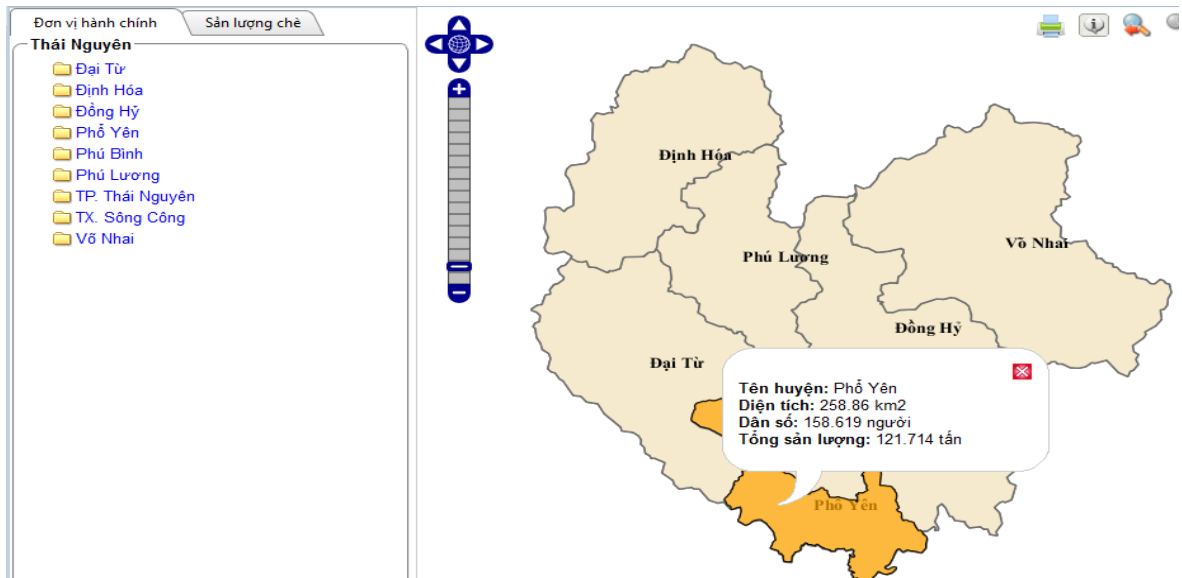 Đơn vị hành chính
Sản lượng chè
Thái Nguyên
Đại Từ
Định Hóa
Đồng Hỷ
Phổ Yên
Phú Bình
Phú Lương
TP. Thái Nguyên
TX. Sông Công
Võ Nhai
Định Hóa
Võ Nhai
Phú Lương
Đồng Hỷ
Đại Từ
Tên huyện: Phổ Yên
Diện tích: 258.86 km2
Dân số: 158.619 người
Tổng sản lượng: 121.714 tấn
Phổ Yên